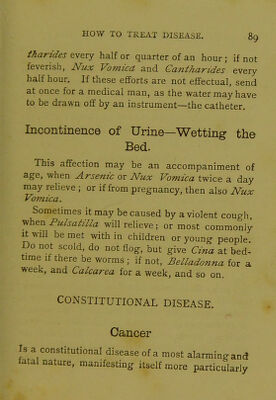 HOW TO TREAT DISEASE. 89
tharides every half or quarter of an hour; if not
feverish, Nux Vomica and Cantharides every
half hour. If these efforts are not effectual, send
at once for a medical man, as the water may have
to be drawn off by an instrument—the catheter.
Incontinence of Urine—Wetting the
Bed.
This affection may be an accompaniment of
age, when Arsenic or Nux Vomica twice a day
may relieve; or if from pregnancy, then also Nux
Vomica.
Sometimes it may be caused by a violent cough,
when Pulsatilla will relieve; or most commonly
it will be met with in children or young people.
Do not scold, do not flog, but give Cina at bed-
time if there be worms; if not, Belladonna for a
week, and Calcarea for a week, and so on.
CONSTITUTIONAL DISEASE.
Cancer
Is a constitutional disease of a most alarming and
fatal nature, manifesting itself more particularly